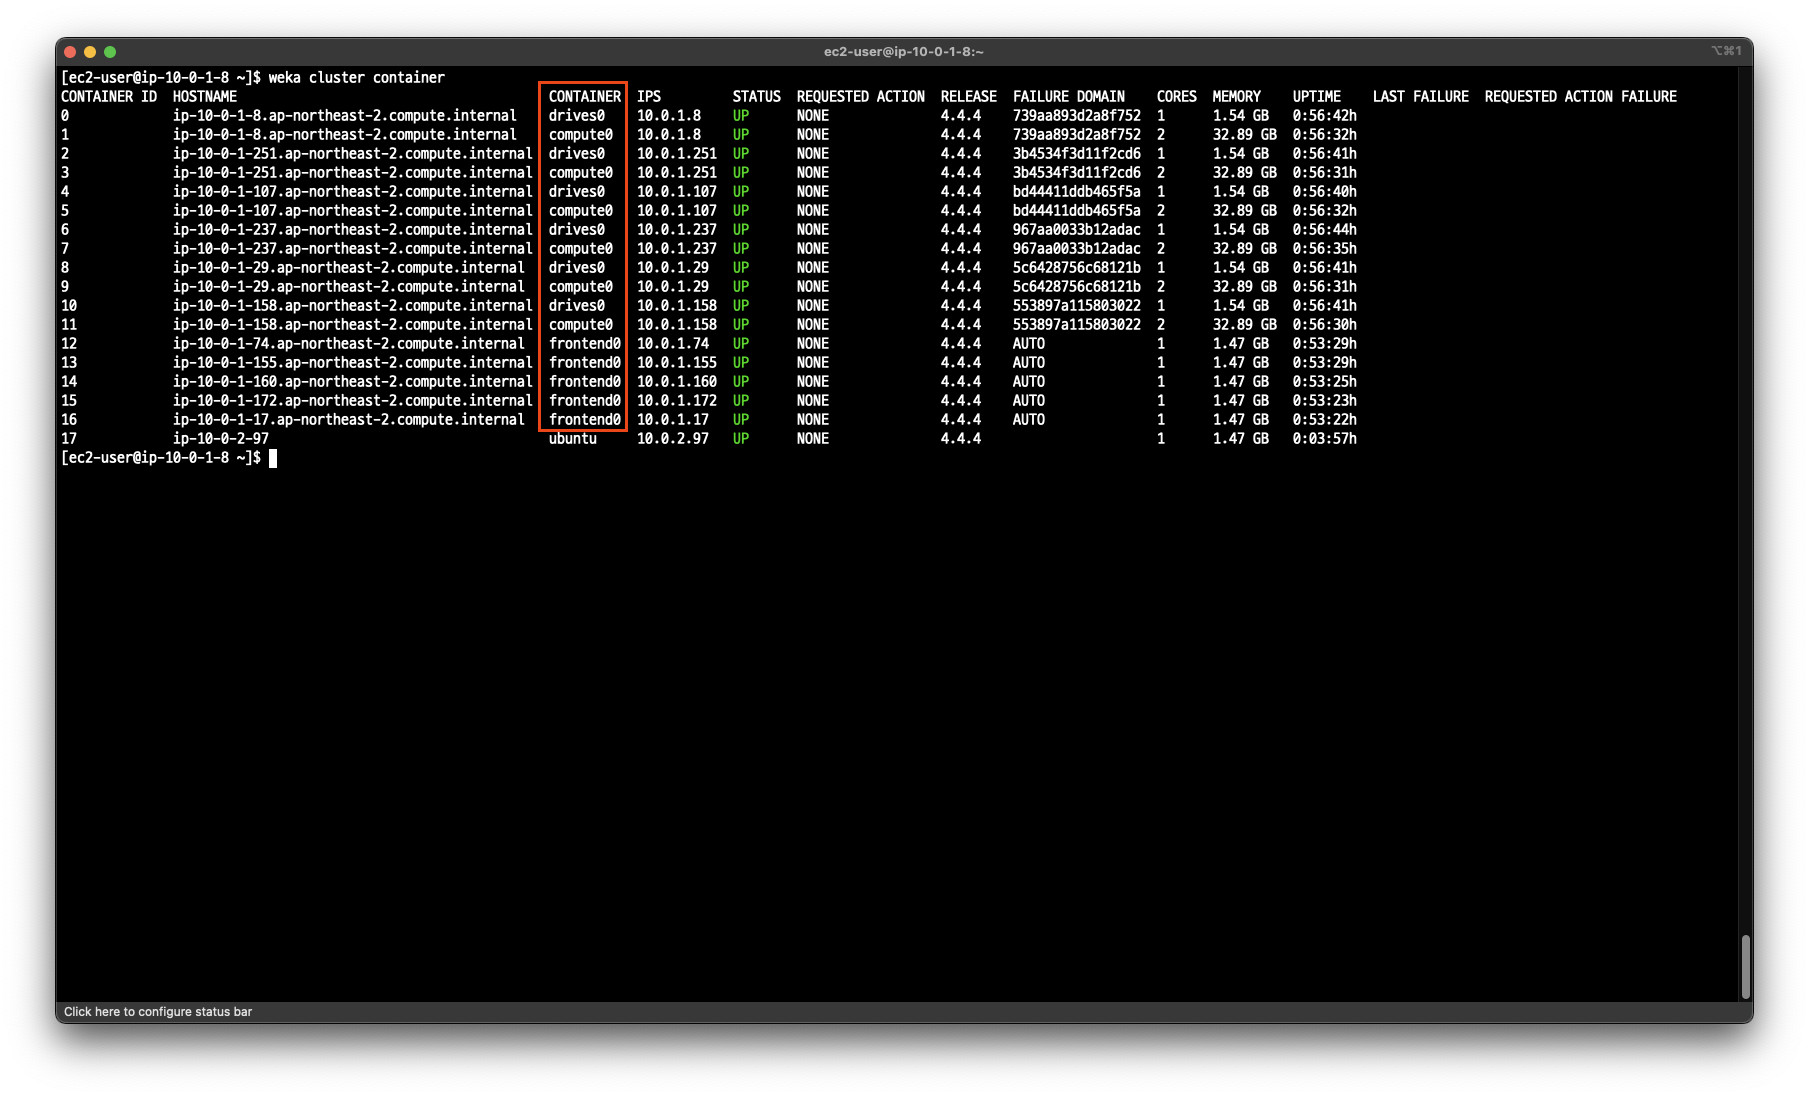 ec2-user@ip-10-0-1-8:~
⌥⌘1
[ec2-user@ip-10-0-1-8 ~]$ weka cluster container
CONTAINER ID  HOSTNAME                                       CONTAINER  IPS         STATUS  REQUESTED ACTION  RELEASE  FAILURE DOMAIN    CORES  MEMORY    UPTIME    LAST FAILURE  REQUESTED ACTION FAILURE
0             ip-10-0-1-8.ap-northeast-2.compute.internal    drives0    10.0.1.8    UP      NONE              4.4.4    739aa893d2a8f752  1      1.54 GB   0:56:42h
1             ip-10-0-1-8.ap-northeast-2.compute.internal    compute0   10.0.1.8    UP      NONE              4.4.4    739aa893d2a8f752  2      32.89 GB  0:56:32h
2             ip-10-0-1-251.ap-northeast-2.compute.internal  drives0    10.0.1.251  UP      NONE              4.4.4    3b4534f3d11f2cd6  1      1.54 GB   0:56:41h
3             ip-10-0-1-251.ap-northeast-2.compute.internal  compute0   10.0.1.251  UP      NONE              4.4.4    3b4534f3d11f2cd6  2      32.89 GB  0:56:31h
4             ip-10-0-1-107.ap-northeast-2.compute.internal  drives0    10.0.1.107  UP      NONE              4.4.4    bd44411ddb465f5a  1      1.54 GB   0:56:40h
5             ip-10-0-1-107.ap-northeast-2.compute.internal  compute0   10.0.1.107  UP      NONE              4.4.4    bd44411ddb465f5a  2      32.89 GB  0:56:32h
6             ip-10-0-1-237.ap-northeast-2.compute.internal  drives0    10.0.1.237  UP      NONE              4.4.4    967aa0033b12adac  1      1.54 GB   0:56:44h
7             ip-10-0-1-237.ap-northeast-2.compute.internal  compute0   10.0.1.237  UP      NONE              4.4.4    967aa0033b12adac  2      32.89 GB  0:56:35h
8             ip-10-0-1-29.ap-northeast-2.compute.internal   drives0    10.0.1.29   UP      NONE              4.4.4    5c6428756c68121b  1      1.54 GB   0:56:41h
9             ip-10-0-1-29.ap-northeast-2.compute.internal   compute0   10.0.1.29   UP      NONE              4.4.4    5c6428756c68121b  2      32.89 GB  0:56:31h
10            ip-10-0-1-158.ap-northeast-2.compute.internal  drives0    10.0.1.158  UP      NONE              4.4.4    553897a115803022  1      1.54 GB   0:56:41h
11            ip-10-0-1-158.ap-northeast-2.compute.internal  compute0   10.0.1.158  UP      NONE              4.4.4    553897a115803022  2      32.89 GB  0:56:30h
12            ip-10-0-1-74.ap-northeast-2.compute.internal   frontend0  10.0.1.74   UP      NONE              4.4.4    AUTO              1      1.47 GB   0:53:29h
13            ip-10-0-1-155.ap-northeast-2.compute.internal  frontend0  10.0.1.155  UP      NONE              4.4.4    AUTO              1      1.47 GB   0:53:29h
14            ip-10-0-1-160.ap-northeast-2.compute.internal  frontend0  10.0.1.160  UP      NONE              4.4.4    AUTO              1      1.47 GB   0:53:25h
15            ip-10-0-1-172.ap-northeast-2.compute.internal  frontend0  10.0.1.172  UP      NONE              4.4.4    AUTO              1      1.47 GB   0:53:23h
16            ip-10-0-1-17.ap-northeast-2.compute.internal   frontend0  10.0.1.17   UP      NONE              4.4.4    AUTO              1      1.47 GB   0:53:22h
17            ip-10-0-2-97                                   ubuntu     10.0.2.97   UP      NONE              4.4.4                      1      1.47 GB   0:03:57h
[ec2-user@ip-10-0-1-8 ~]$
Click here to configure status bar